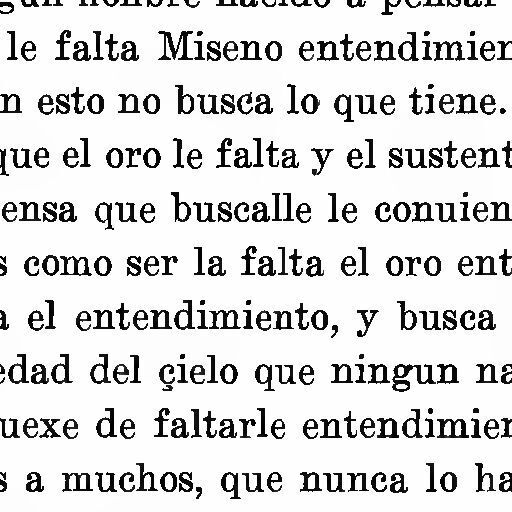 gun hombre nacido a pensar
le falta Miseno entendimien
n esto no busca lo que tiene.
que el oro le falta y el sustent
ensa que buscalle le conuien
s como ser la falta el oro ent
a el entendimiento, y busca
edad del çielo que ningun na
uexe de faltarle entendimien
s a muchos, que nunca lo ha